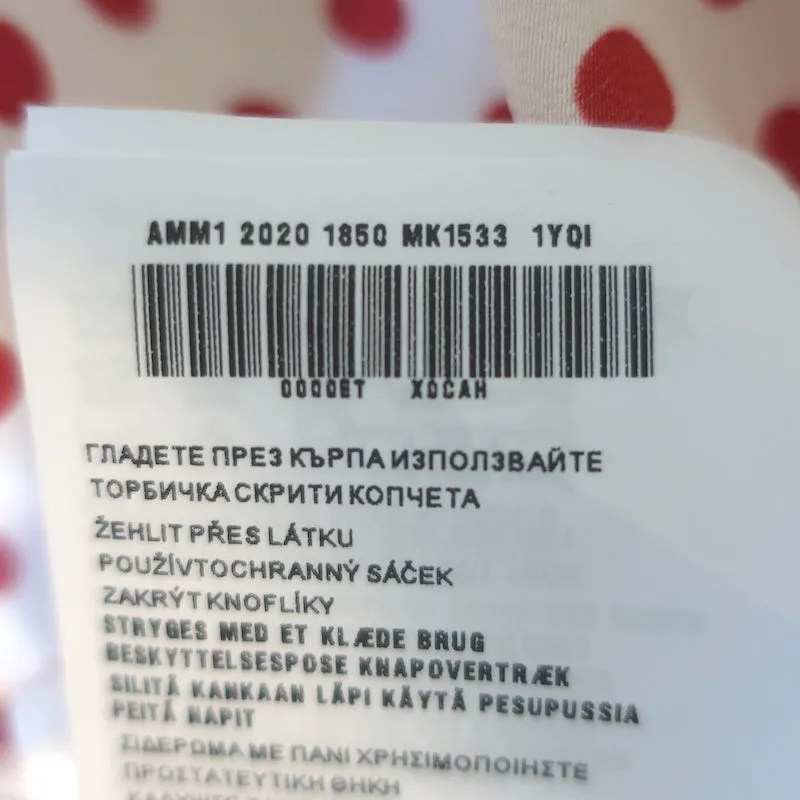 AMM1 2020 1850 MK1533 1YQI
0000ET XOCAH
ГЛАДЕТЕ ПРЕЗ КЪРПА ИЗПОЛЗВАЙТЕ
ТОРБИЧКА СКРИТИ КОПЧЕТА
ŽEHLIT PŘES LÁTKU
POUŽÍVTOCHRANNÝ SÁČEK
ZAKRÝT KNOFLÍKY
STRYGES MED ET KLÆDE BRUG
BESKYTTELSESPOSE KNAPOVERTRÆK
SILITÄ KANKAAN LÄPI KÄYTÄ PESUPUSSIA
PEITÄ NAPIT
ΣΙΔΕΡΩΜΑ ΜΕ ΠΑΝΙ ΧΡΗΣΙΜΟΠΟΙΗΣΤΕ
ΠΡΟΣΤΑΤΕΥΤΙΚΗ ΘΗΚΗ